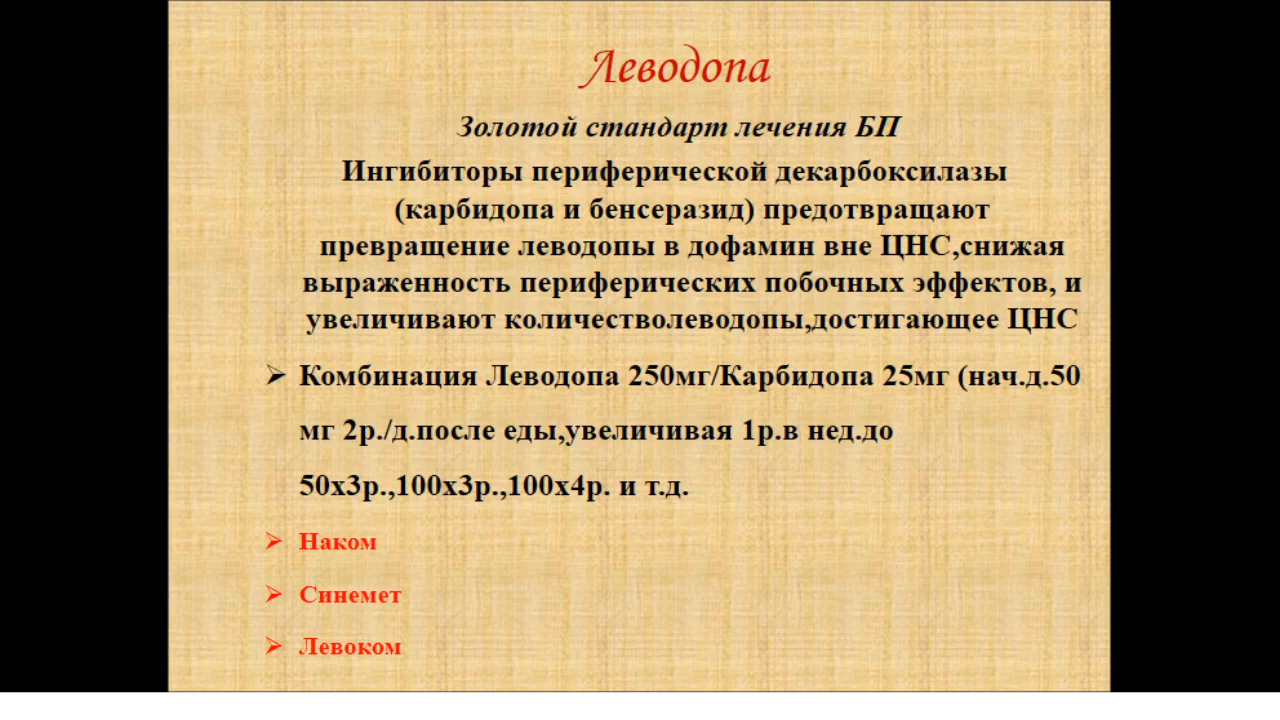 Леводопа
Золотой стандарт лечения БП
Ингибиторы периферической декарбоксилазы
(карбидопа и бенсеразид) предотвращают
превращение леводопы в дофамин вне ЦНС,снижая
выраженность периферических побочных эффектов, и
увеличивают количестволеводопы,достигающее ЦНС
➢ Комбинация Леводопа 250мг/Карбидопа 25мг (нач.д.50
мг 2р./д.после еды,увеличивая 1р.в нед.до
50х3р.,100х3р.,100х4р. и т.д.
➢ Наком
➢ Синемет
➢ Левоком